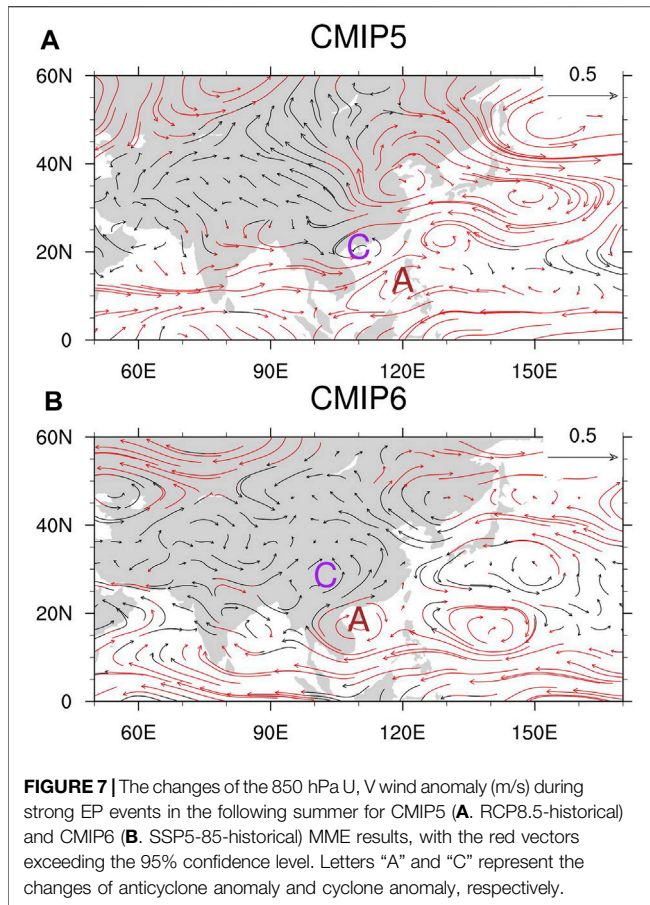 A
CMIP5
0.5
60N
40N
20N
0
C
A
60E 90E 120E 150E
B
CMIP6
0.5
60N
40N
20N
0
C
A
60E 90E 120E 150E
FIGURE 7 | The changes of the 850 hPa U, V wind anomaly (m/s) during
strong EP events in the following summer for CMIP5 (A. RCP8.5-historical)
and CMIP6 (B. SSP5-85-historical) MME results, with the red vectors
exceeding the 95% confidence level. Letters “A” and “C” represent the
changes of anticyclone anomaly and cyclone anomaly, respectively.